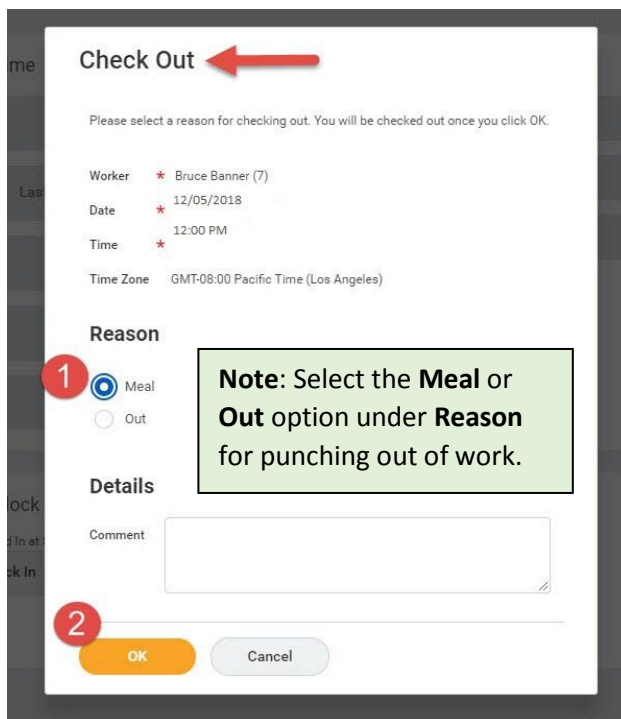 me
Check Out
Please select a reason for checking out. You will be checked out once you click OK.
Worker * Bruce Banner (7)
Las
Date * 12/05/2018
Time * 12:00 PM
Time Zone GMT-08:00 Pacific Time (Los Angeles)
Reason
1
Meal
Out
Note: Select the Meal or
Out option under Reason
for punching out of work.
Details
lock
Comment
d In at
ck In
2
OK Cancel